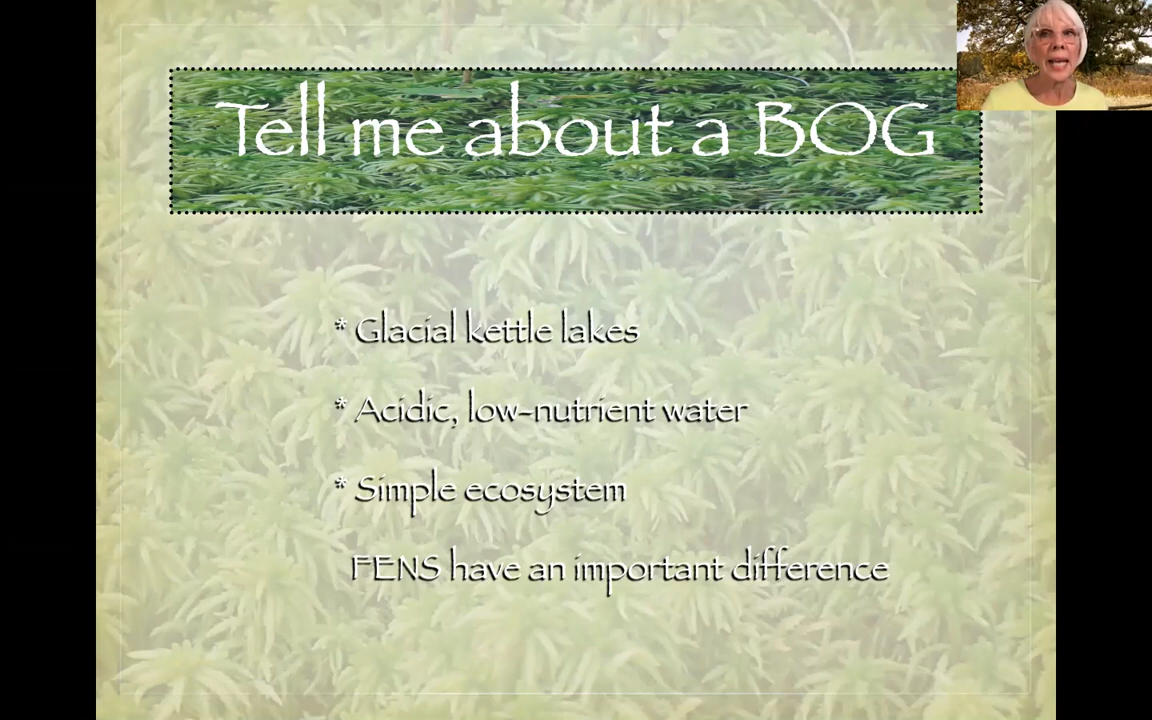 Tell me about a BOG
* Glacial kettle lakes
* Acidic, low-nutrient water
* Simple ecosystem
FENS have an important difference